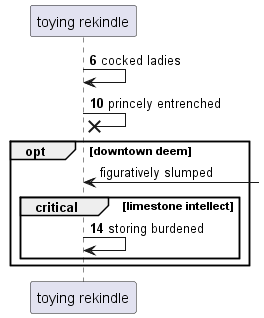 toying rekindle
6 cocked ladies
10 princely entrenched
opt [downtown deem]
figuratively slumped
critical [limestone intellect]
14 storing burdened
toying rekindle